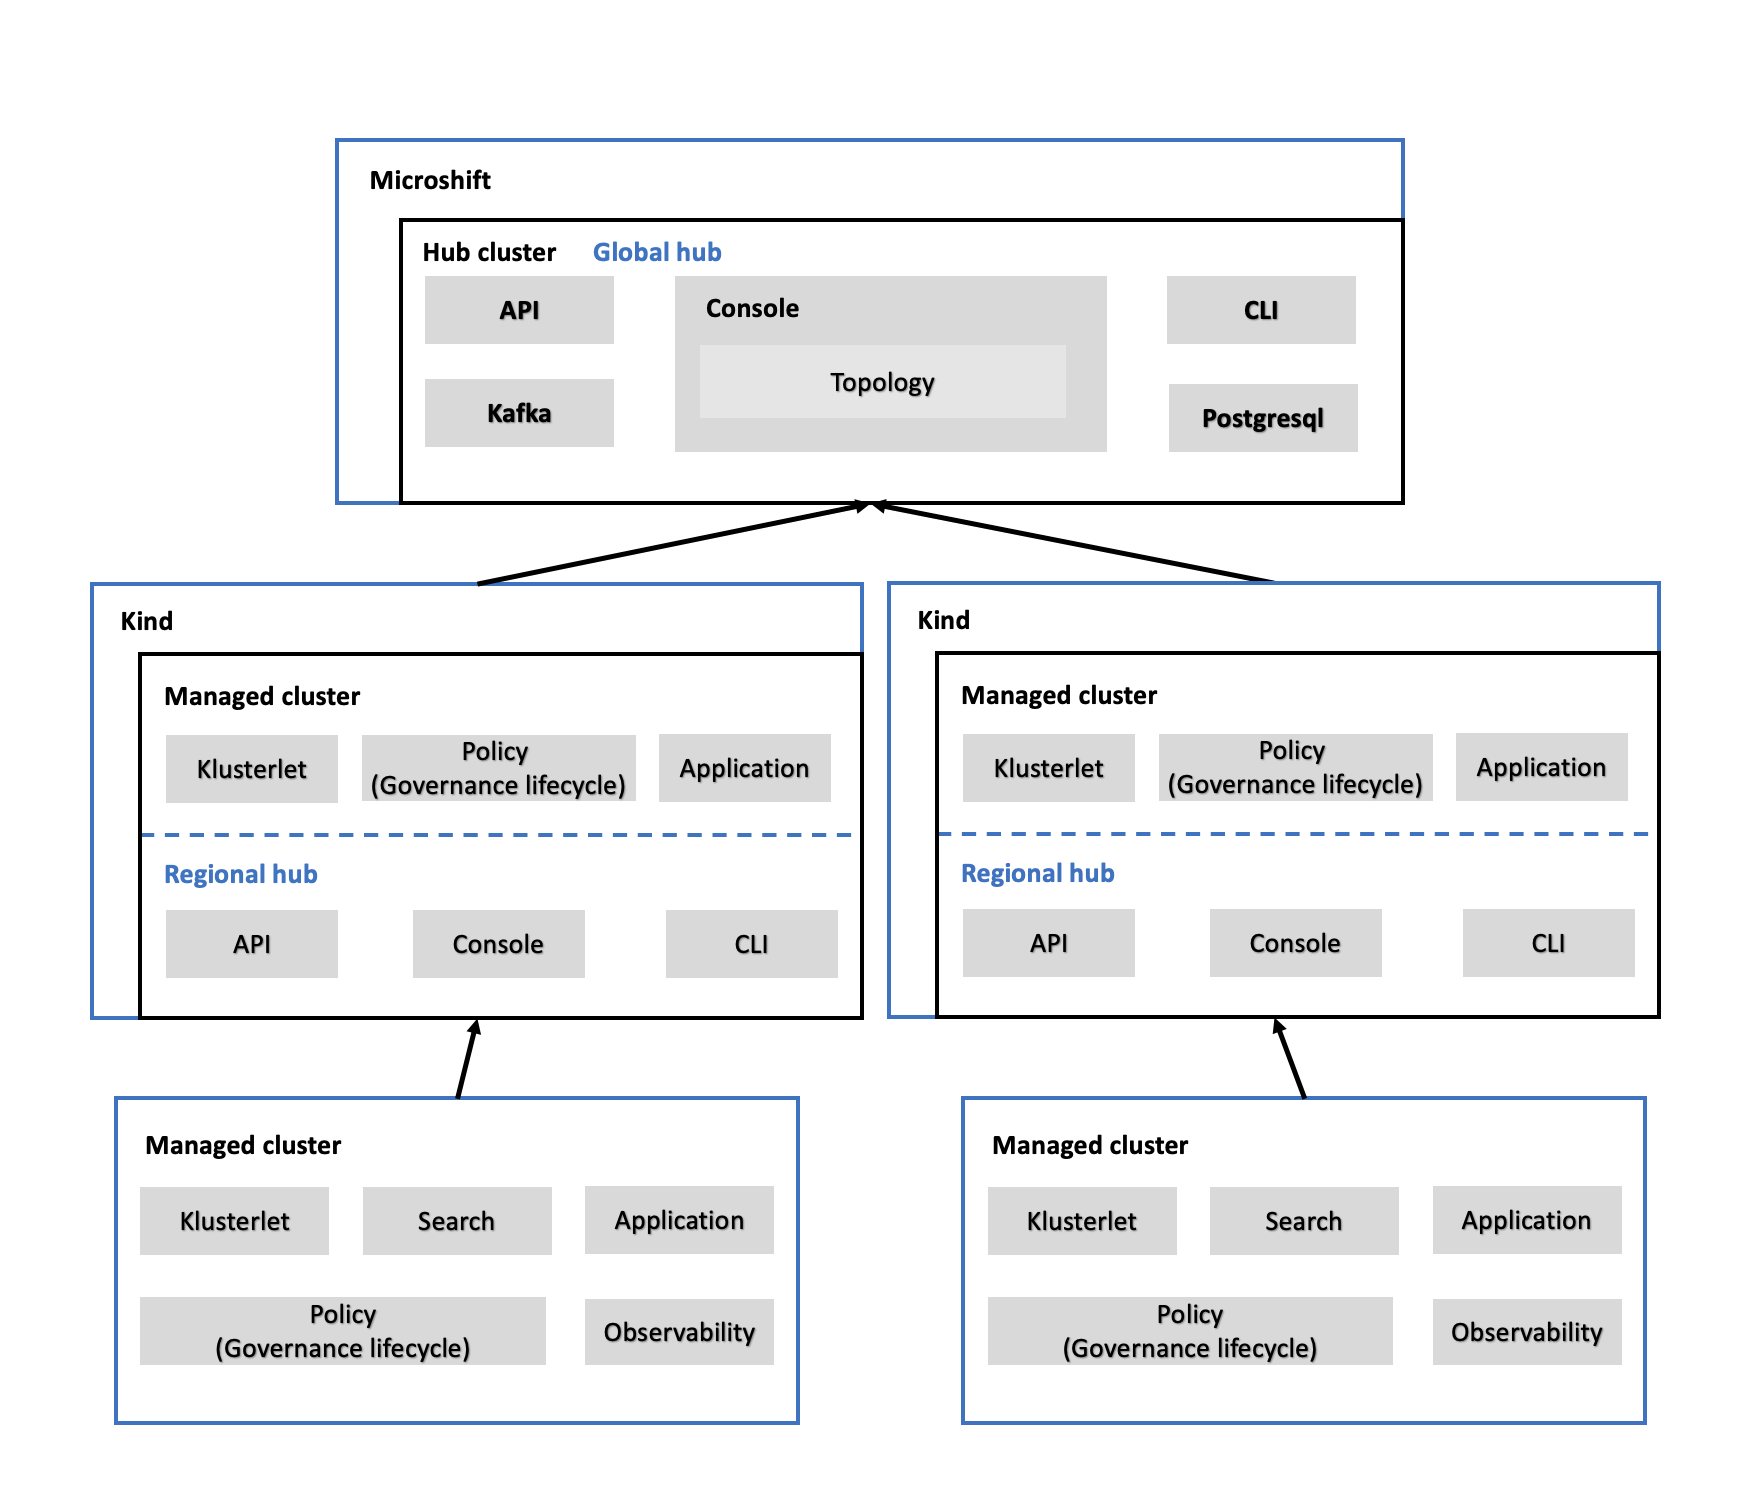 Microshift
Hub cluster Global hub
API
Console
CLI
Topology
Kafka
Postgresql
Kind
Managed cluster
Klusterlet
Policy
(Governance lifecycle)
Application
Regional hub
API
Console
CLI
Kind
Managed cluster
Klusterlet
Policy
(Governance lifecycle)
Application
Regional hub
API
Console
CLI
Managed cluster
Klusterlet
Search
Application
Policy
(Governance lifecycle)
Observability
Managed cluster
Klusterlet
Search
Application
Policy
(Governance lifecycle)
Observability